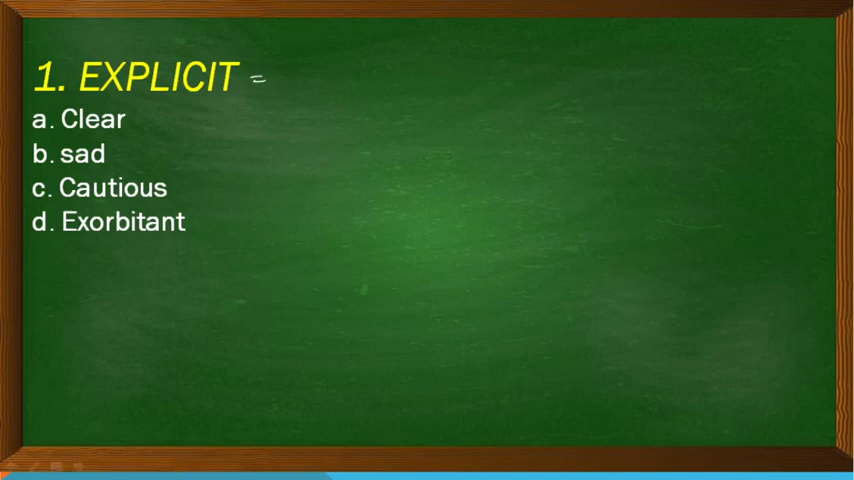 1. EXPLICIT =
a. Clear
b. sad
c. Cautious
d. Exorbitant